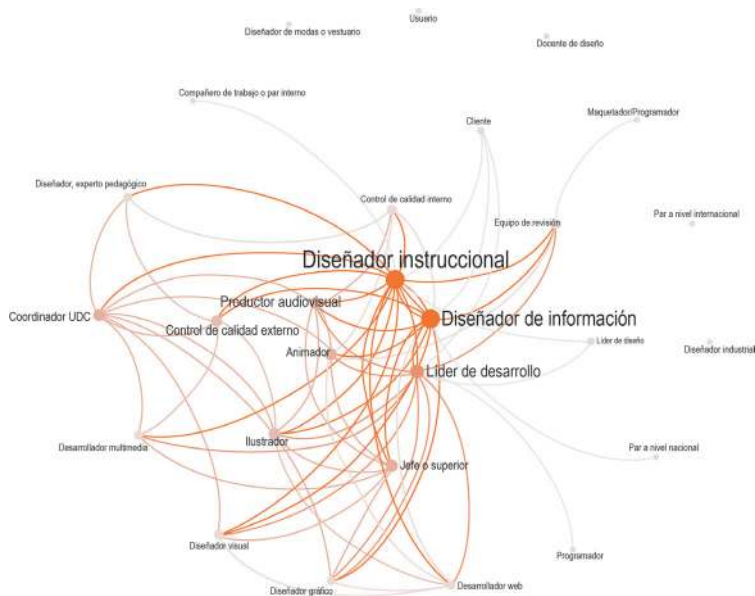 Usuario
Diseñador de modas o vestuario
Docente de diseño
Compañero de trabajo o par interno
Cliente
Maquetador/Programador
Diseñador, experto pedagógico
Control de calidad interno
Equipo de revisión
Par a nivel internacional
Diseñador instruccional
Productor audiovisual
Coordinador UDC
Control de calidad externo
Diseñador de información
Animador
Líder de diseño
Diseñador industrial
Líder de desarrollo
Desarrollador multimedia
Ilustrador
Par a nivel nacional
Jefe o superior
Diseñador visual
Programador
Diseñador gráfico
Desarrollador web